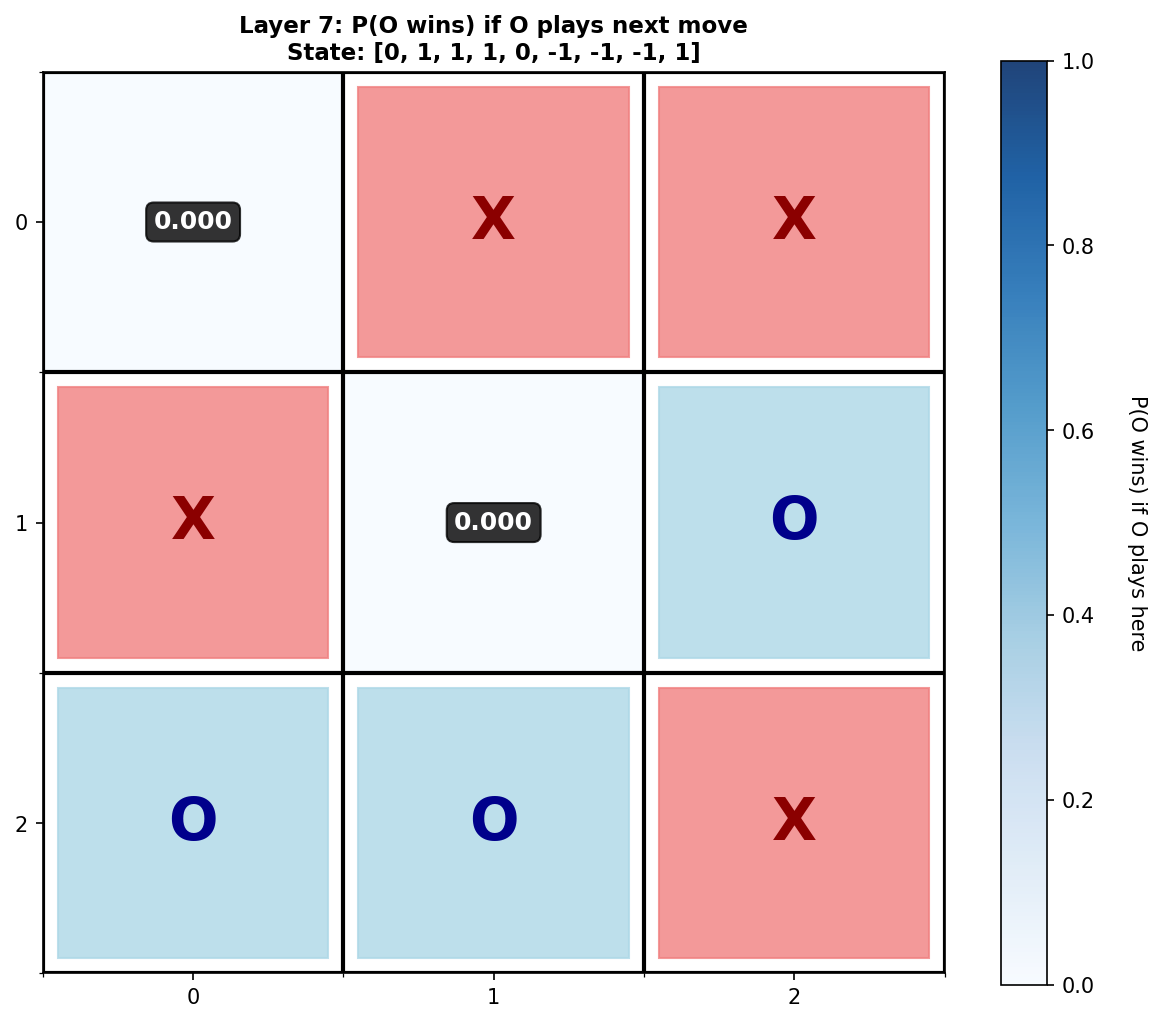 Layer 7: P(O wins) if O plays next move
State: [0, 1, 1, 1, 0, -1, -1, -1, 1]
0
0.000
X
X
1
X
0.000
O
2
O
O
X
0
1
2
1.0
0.8
0.6
0.4
0.2
0.0
P(O wins) if O plays here